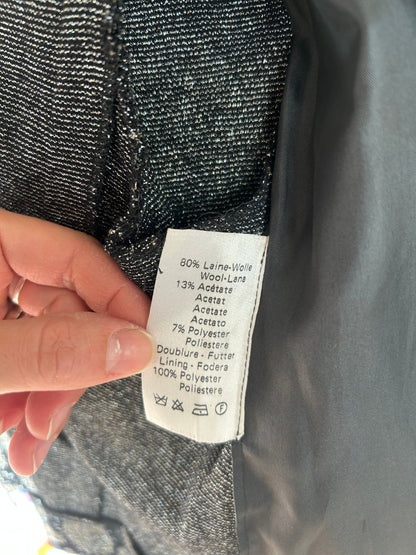 80% Laine-Wolle
Wool-Lana
13% Acétate
Acetat
Acetate
Acetato
7% Polyester
Poliestere
Doublure · Futter
Lining · Fodera
100% Polyester
Poliestere
F